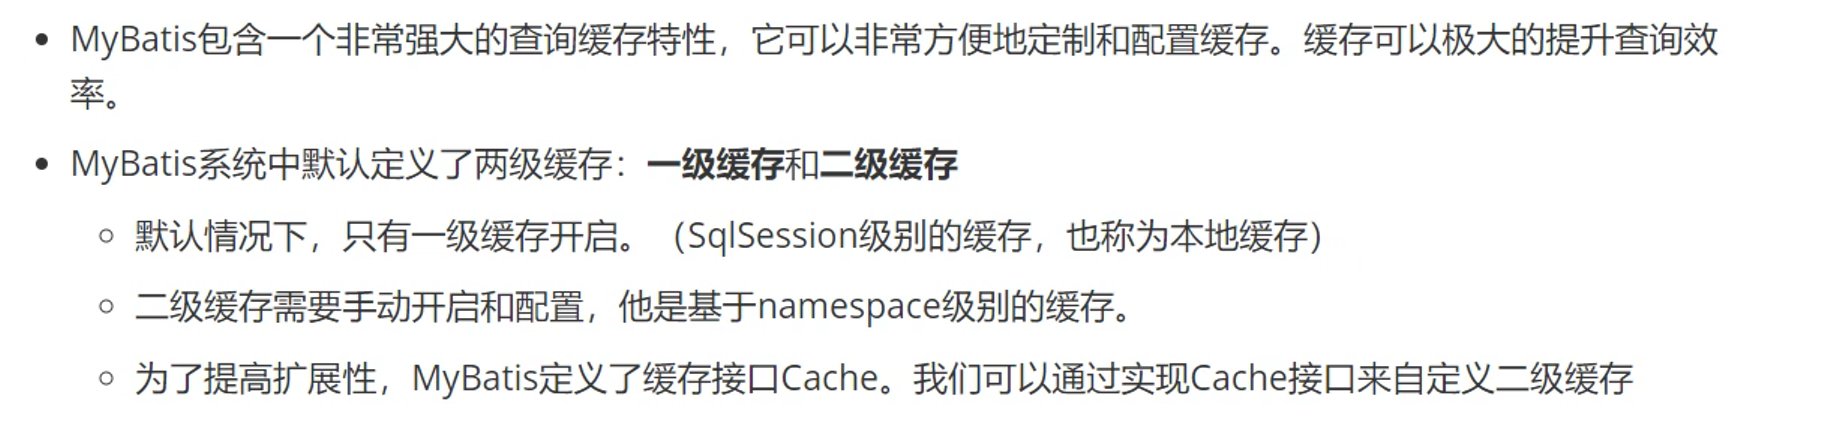 MyBatis包含一个非常强大的查询缓存特性，它可以非常方便地定制和配置缓存。缓存可以极大的提升查询效
率。
MyBatis系统中默认定义了两级缓存：一级缓存和二级缓存
默认情况下，只有一级缓存开启。（SqlSession级别的缓存，也称为本地缓存）
二级缓存需要手动开启和配置，他是基于namespace级别的缓存。
为了提高扩展性，MyBatis定义了缓存接口Cache。我们可以通过实现Cache接口来自定义二级缓存